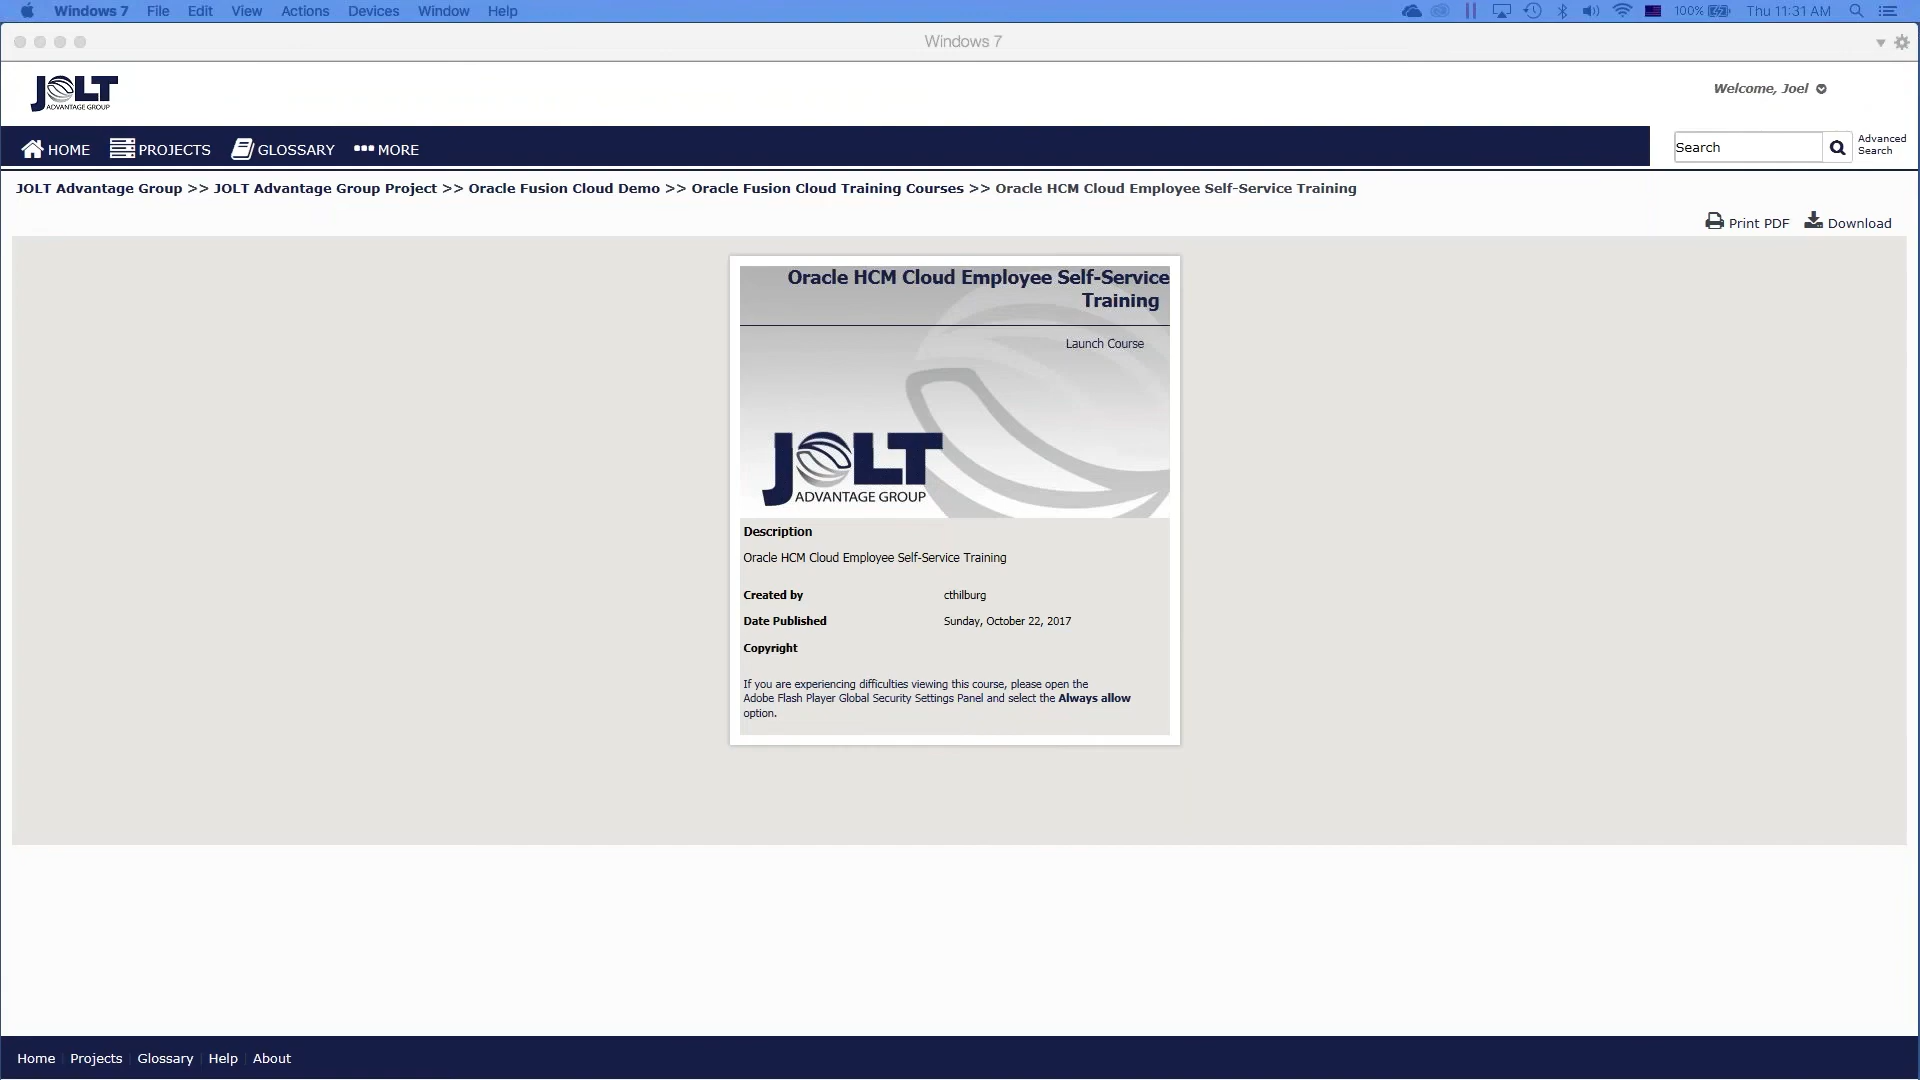 Windows 7 File Edit View Actions Devices Window Help 100% Thu 11:31 AM
Windows 7
JOLT
ADVANTAGE GROUP
Welcome, Joel
HOME PROJECTS GLOSSARY MORE
Search
Advanced
Search
JOLT Advantage Group >> JOLT Advantage Group Project >> Oracle Fusion Cloud Demo >> Oracle Fusion Cloud Training Courses >> Oracle HCM Cloud Employee Self-Service Training
Print PDF Download
Oracle HCM Cloud Employee Self-Service
Training
Launch Course
JOLT
ADVANTAGE GROUP
Description
Oracle HCM Cloud Employee Self-Service Training
Created by cthilburg
Date Published Sunday, October 22, 2017
Copyright
If you are experiencing difficulties viewing this course, please open the
Adobe Flash Player Global Security Settings Panel and select the Always allow
option.
Home Projects Glossary Help About